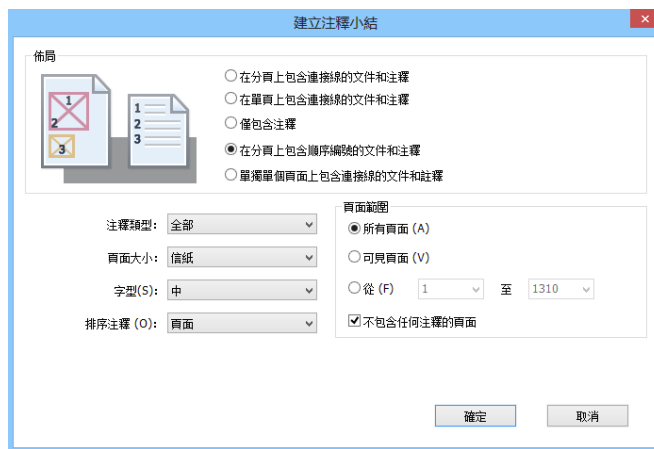 建立注釋小結
佈局
1
2
3
1
2
3
在分頁上包含連接線的文件和注釋
在單頁上包含連接線的文件和注釋
僅包含注釋
在分頁上包含順序編號的文件和注釋
單獨單個頁面上包含連接線的文件和註釋
注釋類型： 全部
頁面大小： 信紙
字型(S)： 中
排序注釋 (O)： 頁面
頁面範圍
所有頁面 (A)
可見頁面 (V)
從 (F) 1 至 1310
不包含任何注釋的頁面
確定 取消